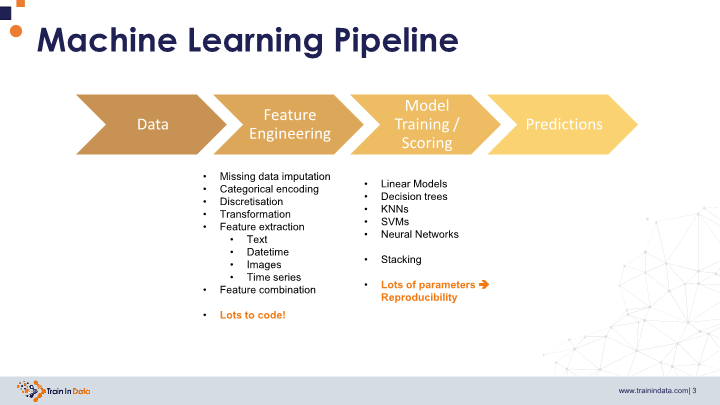 Machine Learning Pipeline
Data
Feature
Engineering
Model
Training /
Scoring
Predictions
• Missing data imputation
• Categorical encoding
• Discretisation
• Transformation
• Feature extraction
• Text
• Datetime
• Images
• Time series
• Feature combination
• Lots to code!
• Linear Models
• Decision trees
• KNNs
• SVMs
• Neural Networks
• Stacking
• Lots of parameters ➔
Reproducibility
Train In Data
www.trainindata.com| 3